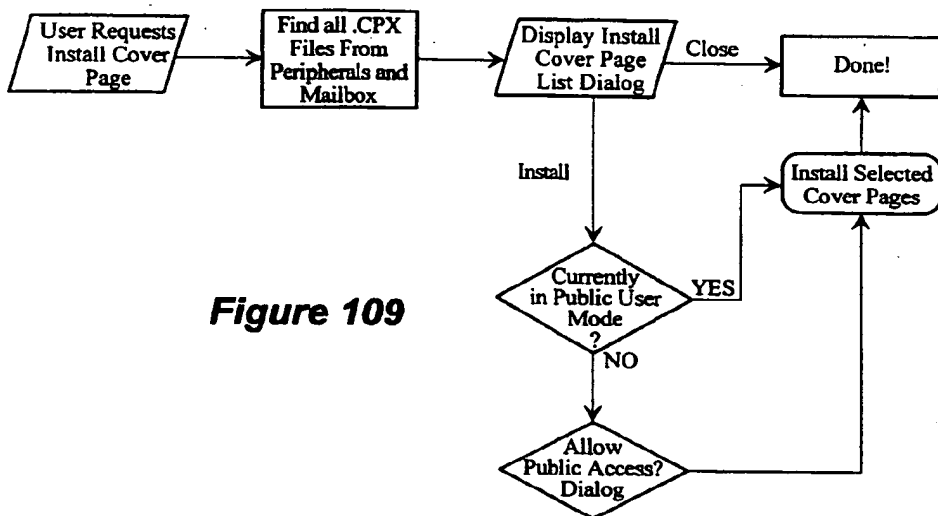 User Requests
Install Cover
Page
Find all .CPX
Files From
Peripherals and
Mailbox
Display Install
Cover Page
List Dialog
Close
Done!
Install
Install Selected
Cover Pages
Currently
in Public User
Mode
?
YES
NO
Figure 109
Allow
Public Access?
Dialog